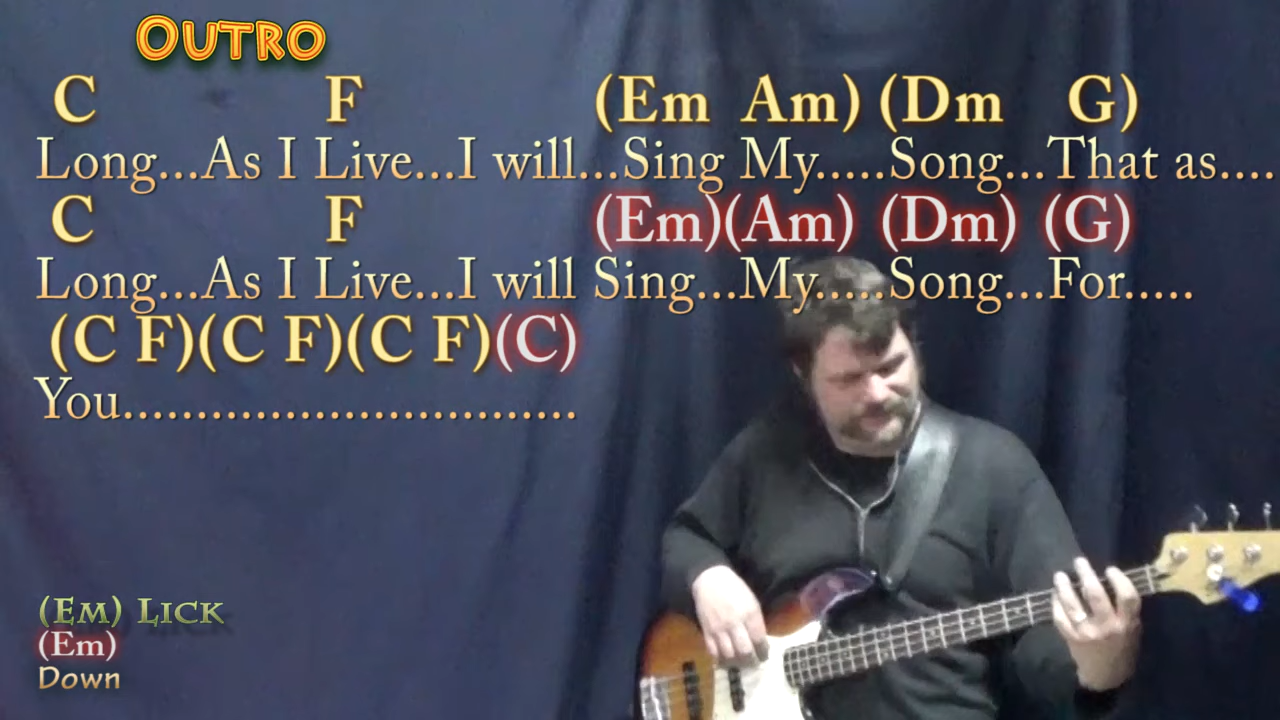 Outro
C F (Em Am) (Dm G)
Long...As I Live...I will...Sing My.....Song...That as....
C F (Em)(Am) (Dm) (G)
Long...As I Live...I will Sing...My.....Song...For.....
(C F)(C F)(C F)(C)
You...............................
(Em) Lick
(Em)
Down